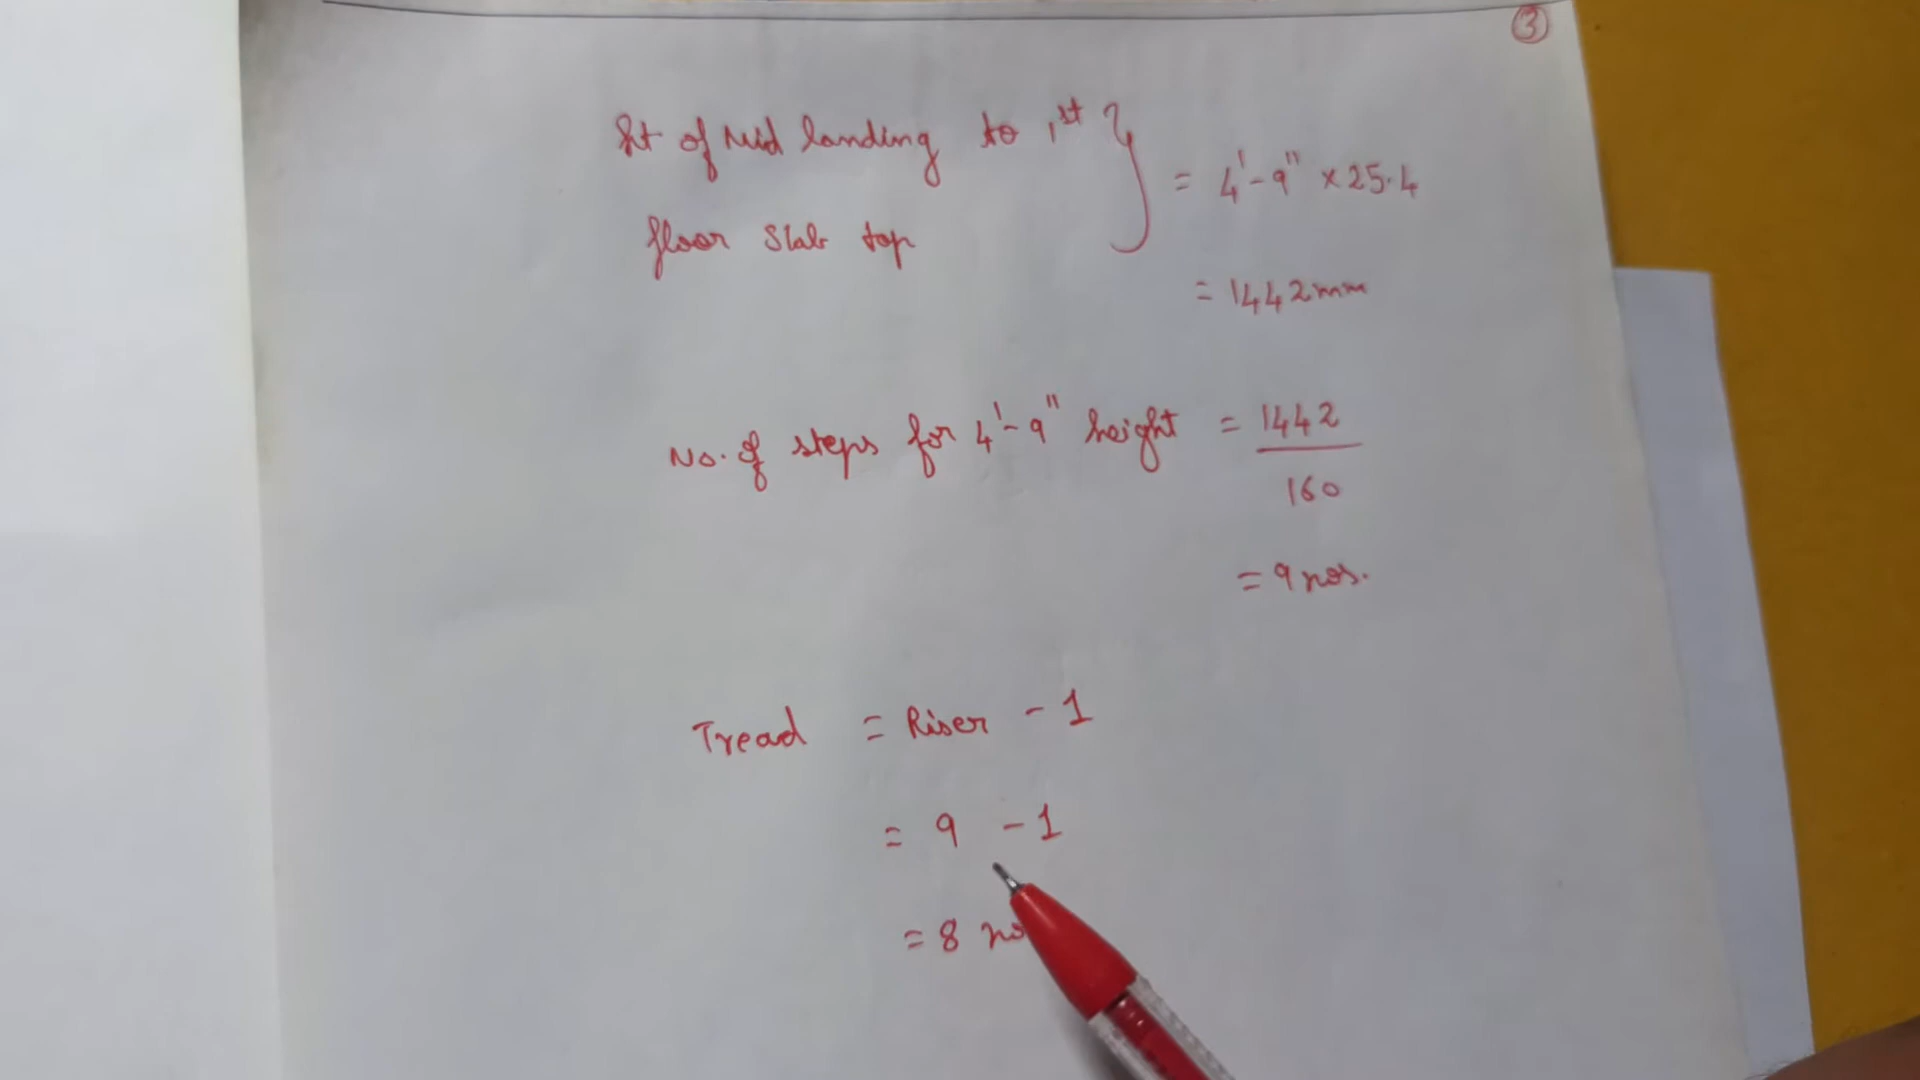 3
ht of Mid landing to 1st } = 4'-9" × 25.4
floor slab top
= 1442mm
No. of steps for 4'-9" height = 1442
160
= 9 nos.
Tread = Riser - 1
= 9 - 1
= 8 no